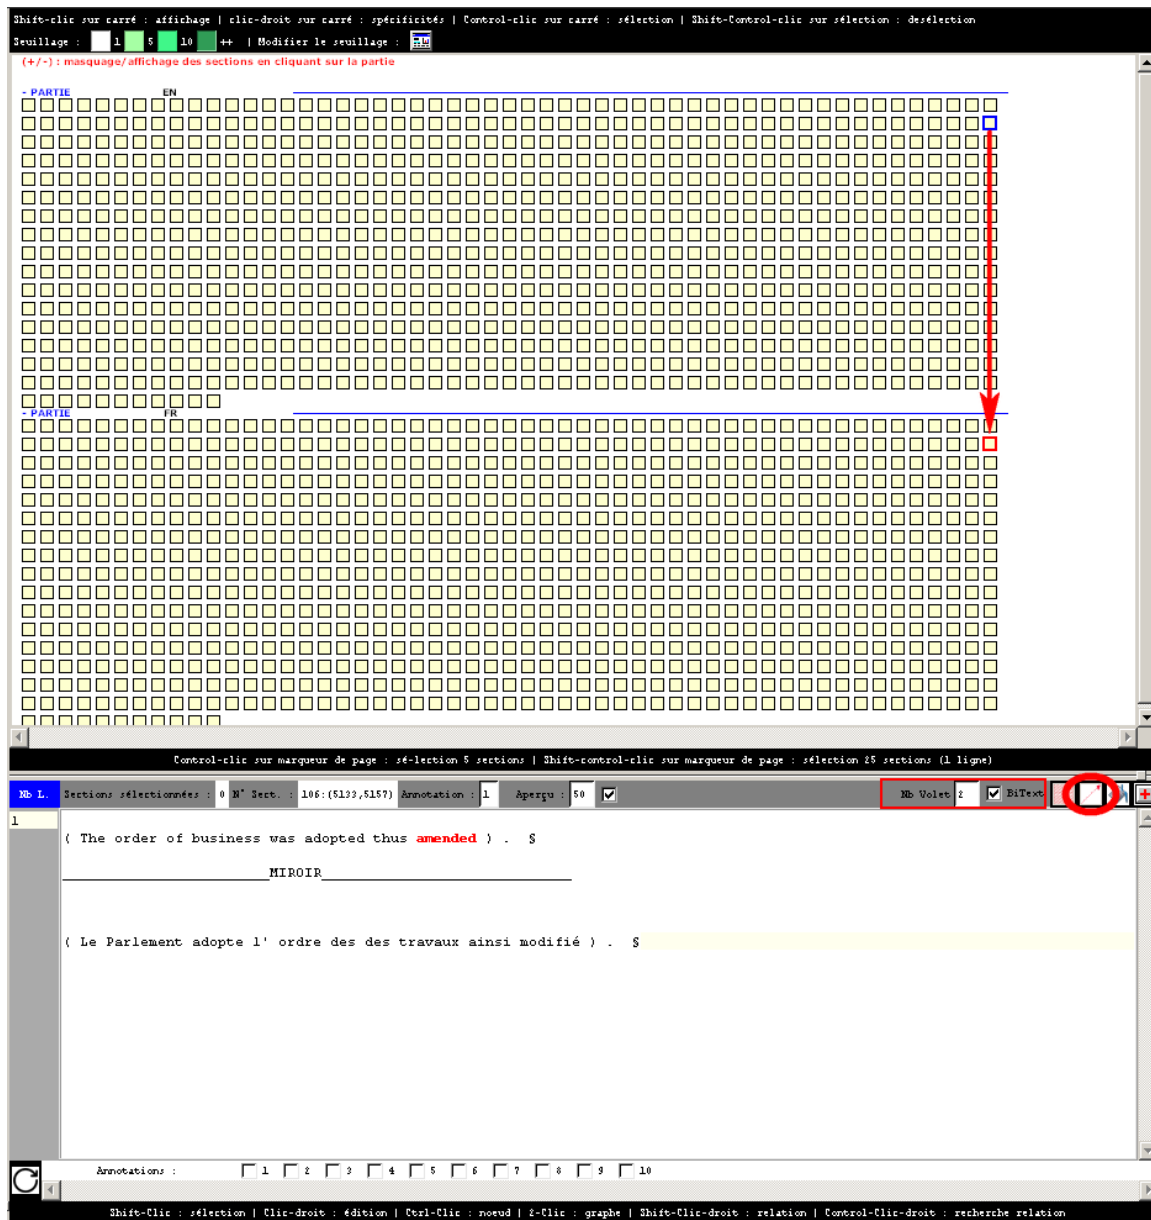 Shift-clic sur carré : affichage | clic-droit sur carré : spécificités | Control-clic sur carré : sélection | Shift-Control-clic sur sélection : desélection
Seuillage : 1 5 10 ++ | Modifier le seuillage :
(+/-) : masquage/affichage des sections en cliquant sur la partie
- PARTIE EN
- PARTIE FR
Control-clic sur marqueur de page : sé-lection 5 sections | Shift-control-clic sur marqueur de page : sélection 25 sections (1 ligne)
Nb L. Sections sélectionnées : 0 N° Sect. : 106:(5133,5157) Annotation : 1 Aperçu : 50 Nb Volet 2 BiText
1
( The order of business was adopted thus amended ) . §
MIROIR
( Le Parlement adopte l' ordre des des travaux ainsi modifié ) . §
Annotations : 1 2 3 4 5 6 7 8 9 10
Shift-Clic : sélection | Clic-droit : édition | Ctrl-Clic : noeud | 2-Clic : graphe | Shift-Clic-droit : relation | Control-Clic-droit : recherche relation